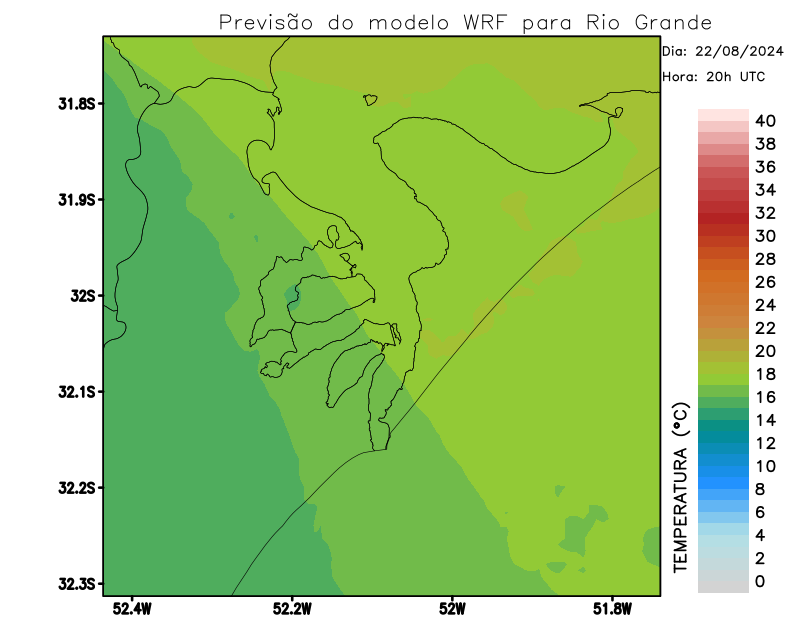 Previsão do modelo WRF para Rio Grande
Dia: 22/08/2024
Hora: 20h UTC
31.8S
31.9S
32S
32.1S
32.2S
32.3S
52.4W
52.2W
52W
51.8W
TEMPERATURA (ºC)
40
38
36
34
32
30
28
26
24
22
20
18
16
14
12
10
8
6
4
2
0